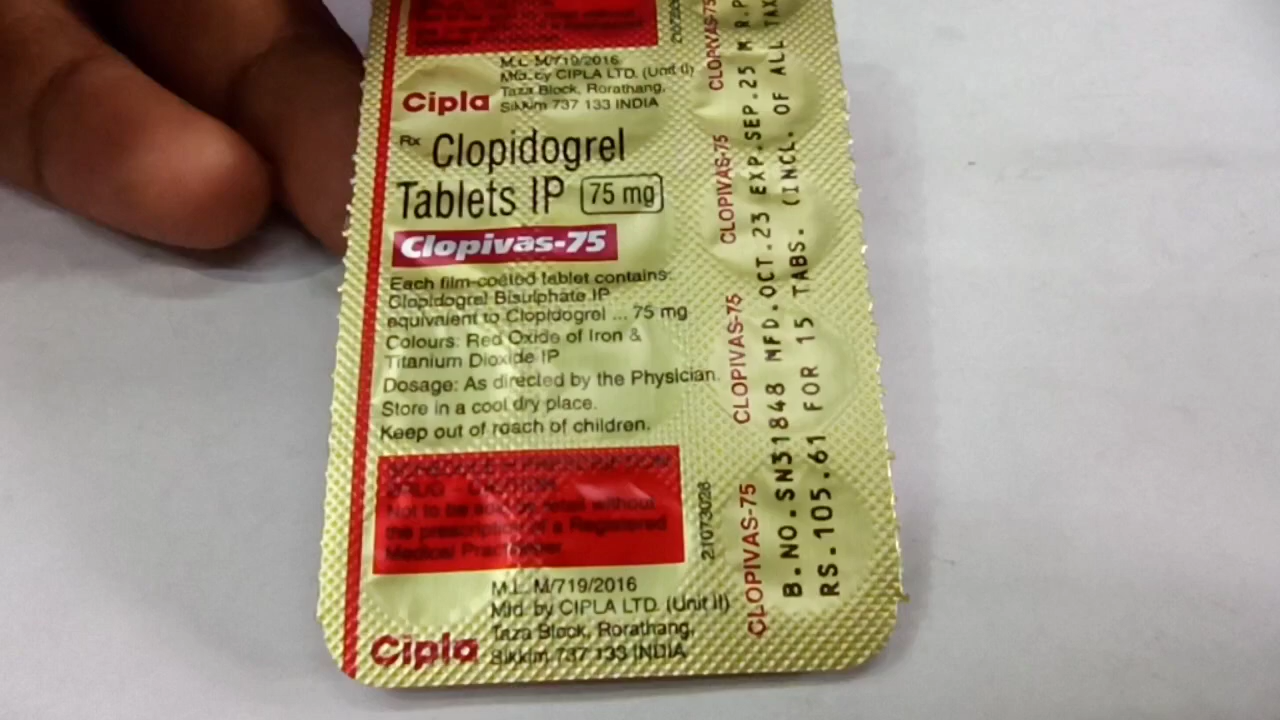 M.L. M/719/2016
Mfd. by CIPLA LTD. (Unit II)
Taza Block, Rorathang,
Cipla Sikkim 737 133 INDIA
Rx Clopidogrel
Tablets IP 75 mg
Clopivas-75
Each film-coated tablet contains:
Clopidogrel Bisulphate IP
equivalent to Clopidogrel ... 75 mg
Colours: Red Oxide of Iron &
Titanium Dioxide IP
Dosage: As directed by the Physician.
Store in a cool dry place.
Keep out of reach of children.
Not to be sold by retail without
the prescription of a Registered
Medical Practitioner
21073028
M.L. M/719/2016
Mfd. by CIPLA LTD. (Unit II)
Taza Block, Rorathang,
Cipla Sikkim 737 133 INDIA
CLOPIVAS-75
CLOPIVAS-75
CLOPIVAS-75
CLOPIVAS-75
B.NO.SN31848 MFD.OCT.23 EXP.SEP.25 M.R.P
RS.105.61 FOR 15 TABS. (INCL. OF ALL TAX